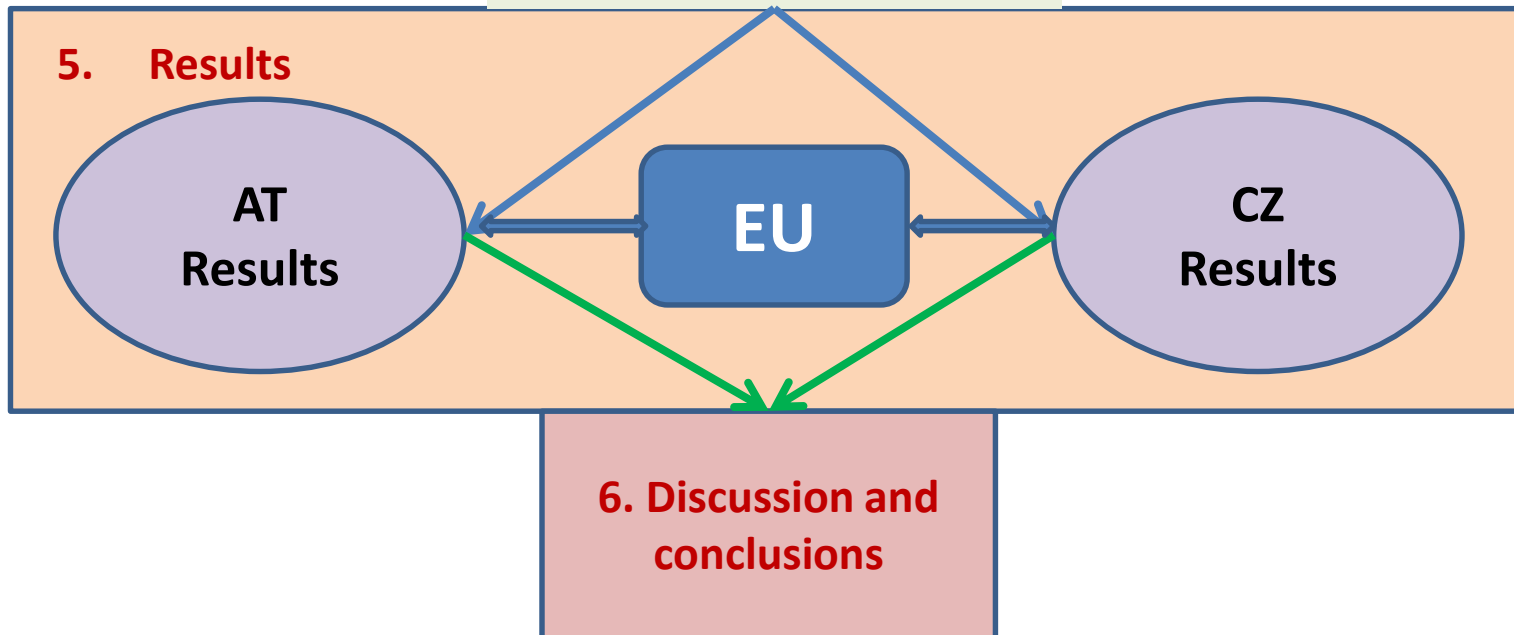 5. Results
AT
Results
EU
CZ
Results
6. Discussion and
conclusions